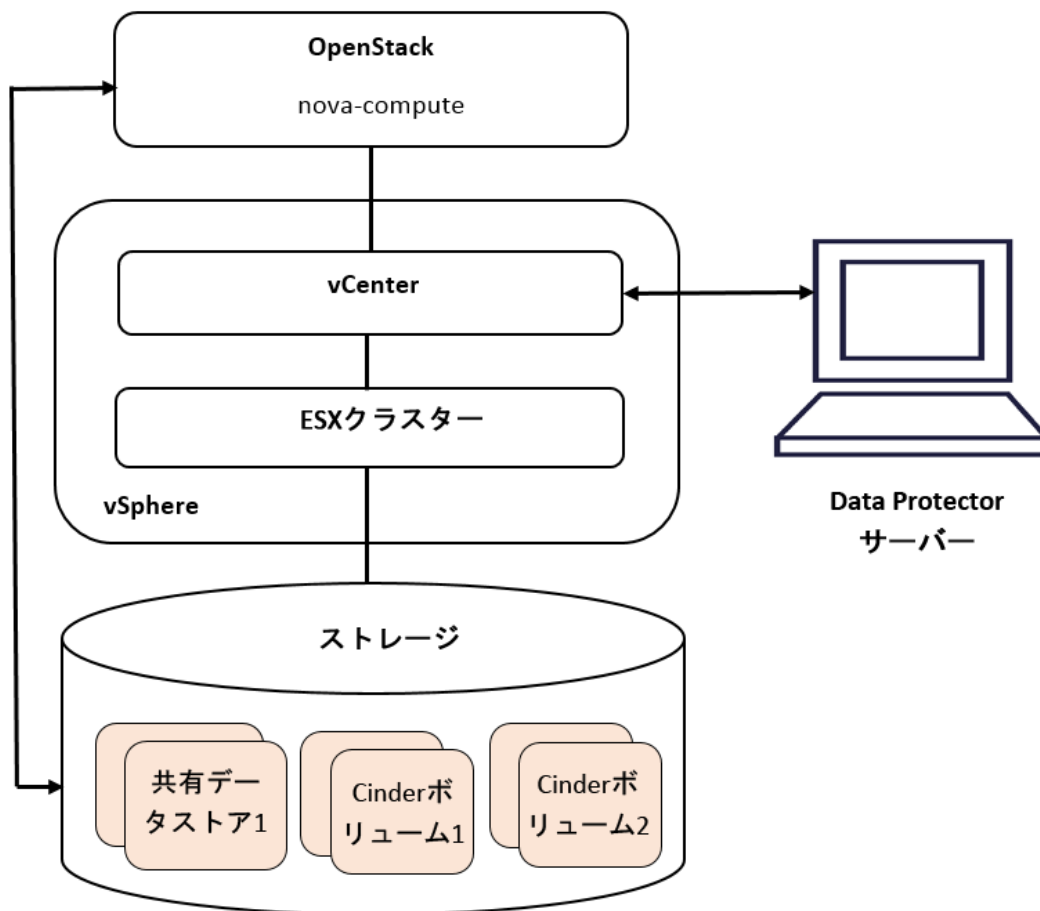 OpenStack
nova-compute
vCenter
ESXクラスター
vSphere
Data Protector
サーバー
ストレージ
共有デー
タストア1
Cinderボ
リューム1
Cinderボ
リューム2